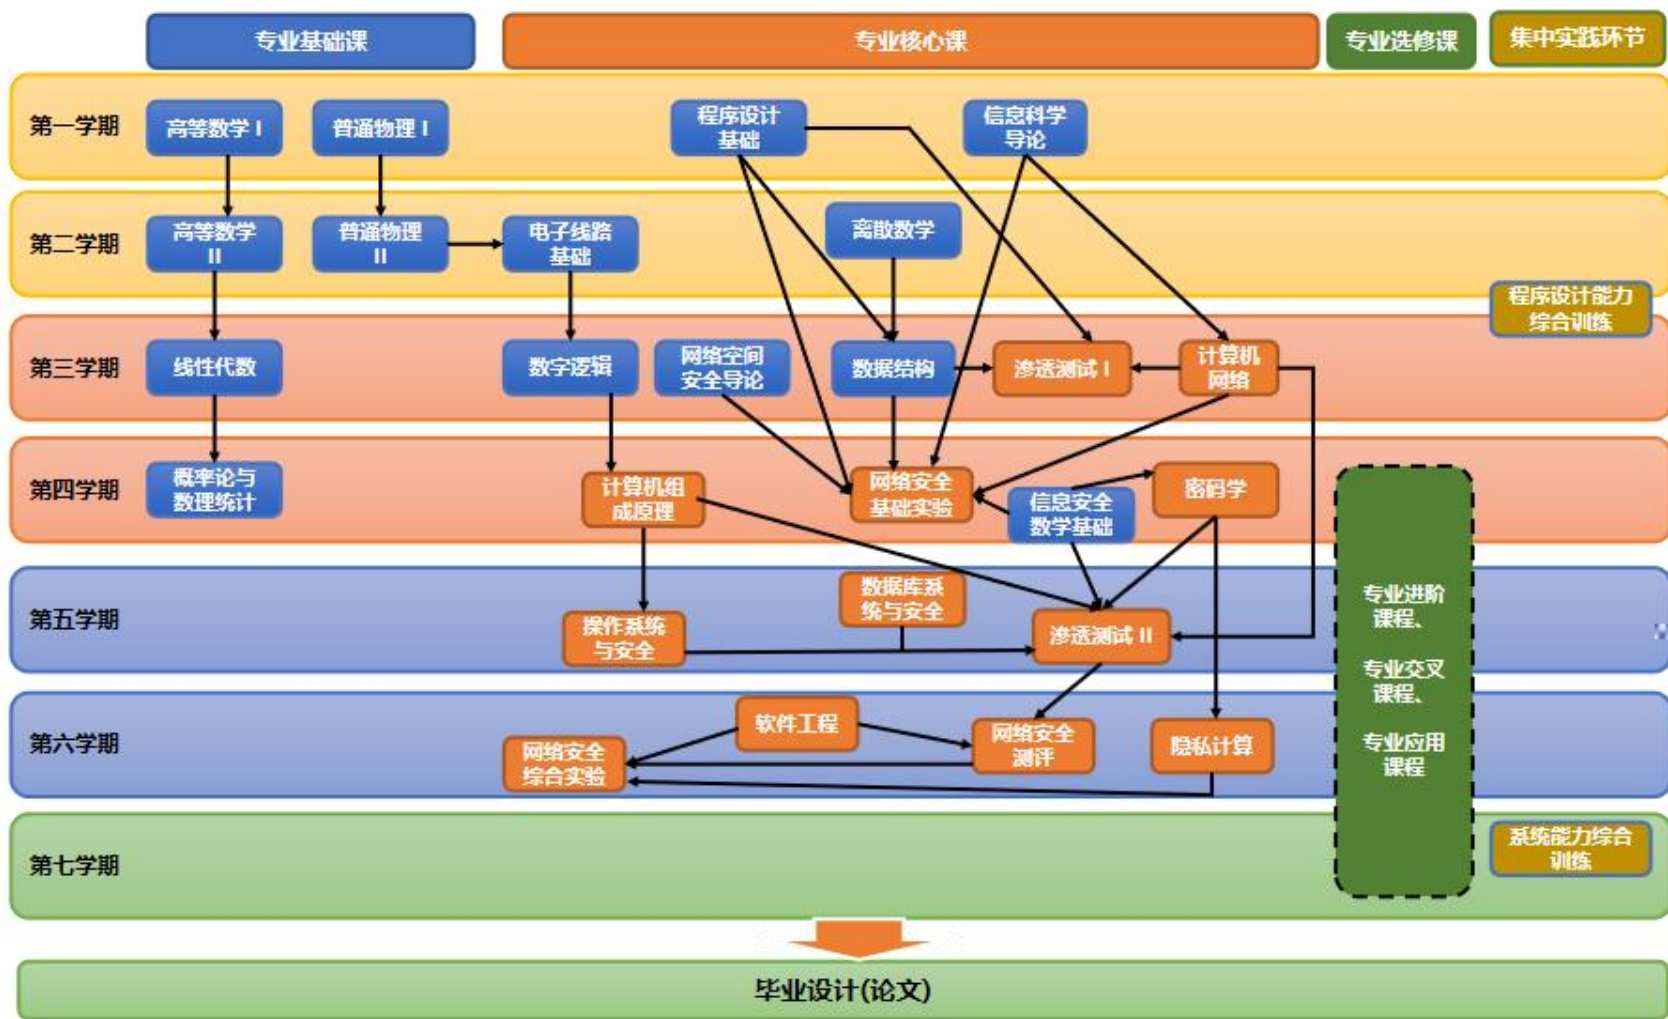 专业基础课
专业核心课
专业选修课
集中实践环节
第一学期
高等数学 I
普通物理 I
程序设计
基础
信息科学
导论
第二学期
高等数学
II
普通物理
II
电子线路
基础
离散数学
程序设计能力
综合训练
第三学期
线性代数
数字逻辑
网络空间
安全导论
数据结构
渗透测试 I
计算机
网络
第四学期
概率论与
数理统计
计算机组
成原理
网络安全
基础实验
信息安全
数学基础
密码学
第五学期
操作系统
与安全
数据库系
统与安全
渗透测试 II
专业进阶
课程、
专业交叉
课程、
专业应用
课程
第六学期
网络安全
综合实验
软件工程
网络安全
测评
隐私计算
第七学期
系统能力综合
训练
毕业设计(论文)